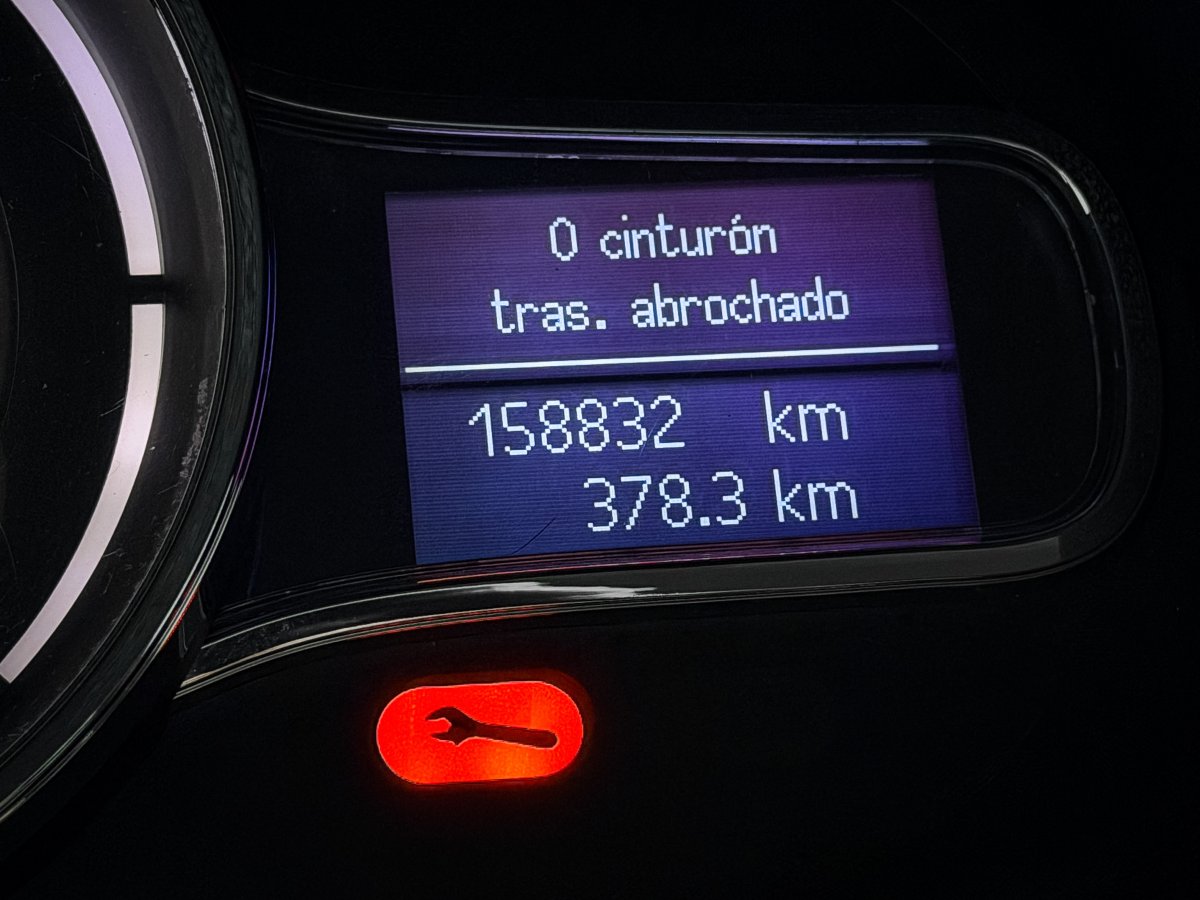 0 cinturón
tras. abrochado
158832 km
378.3 km